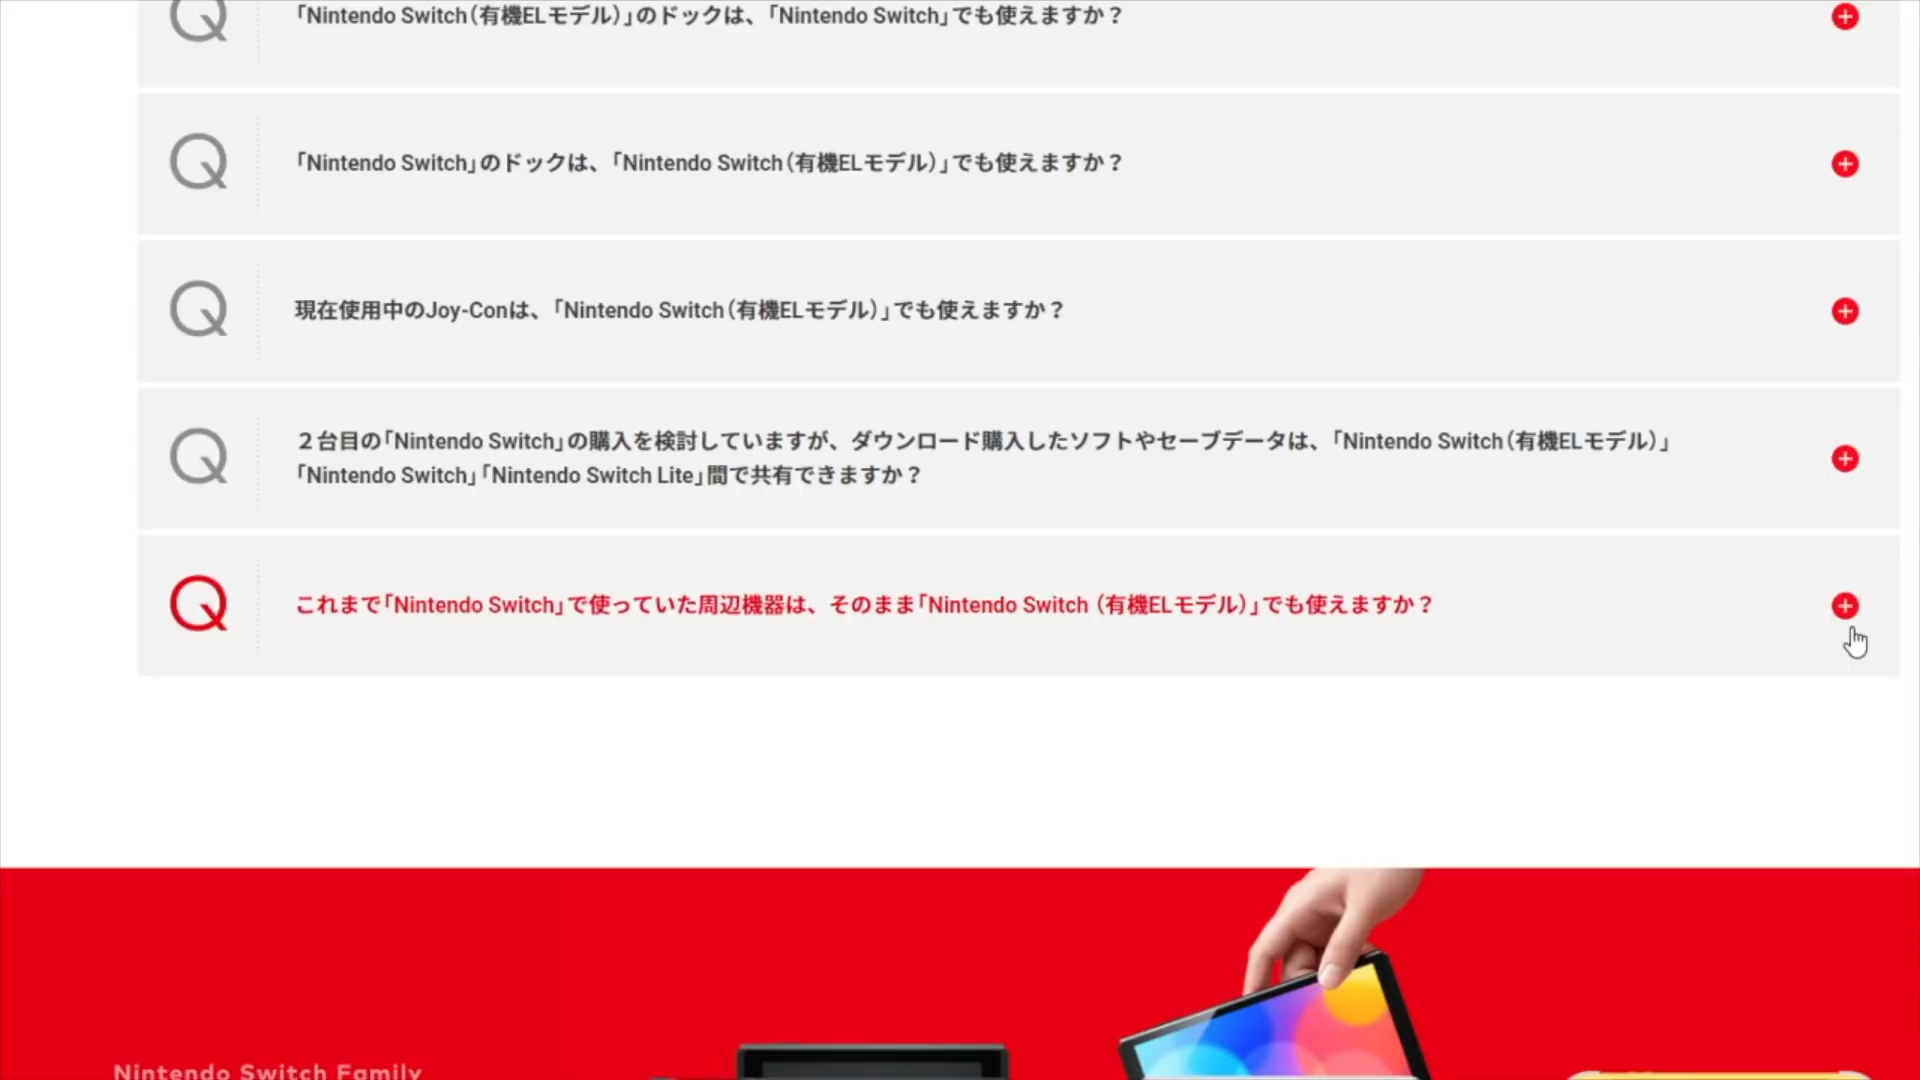 Q 「Nintendo Switch（有機ELモデル）」のドックは、「Nintendo Switch」でも使えますか？
Q 「Nintendo Switch」のドックは、「Nintendo Switch（有機ELモデル）」でも使えますか？
Q 現在使用中のJoy-Conは、「Nintendo Switch（有機ELモデル）」でも使えますか？
Q ２台目の「Nintendo Switch」の購入を検討していますが、ダウンロード購入したソフトやセーブデータは、「Nintendo Switch（有機ELモデル）」
「Nintendo Switch」「Nintendo Switch Lite」間で共有できますか？
Q これまで「Nintendo Switch」で使っていた周辺機器は、そのまま「Nintendo Switch （有機ELモデル）」でも使えますか？
Nintendo Switch Family